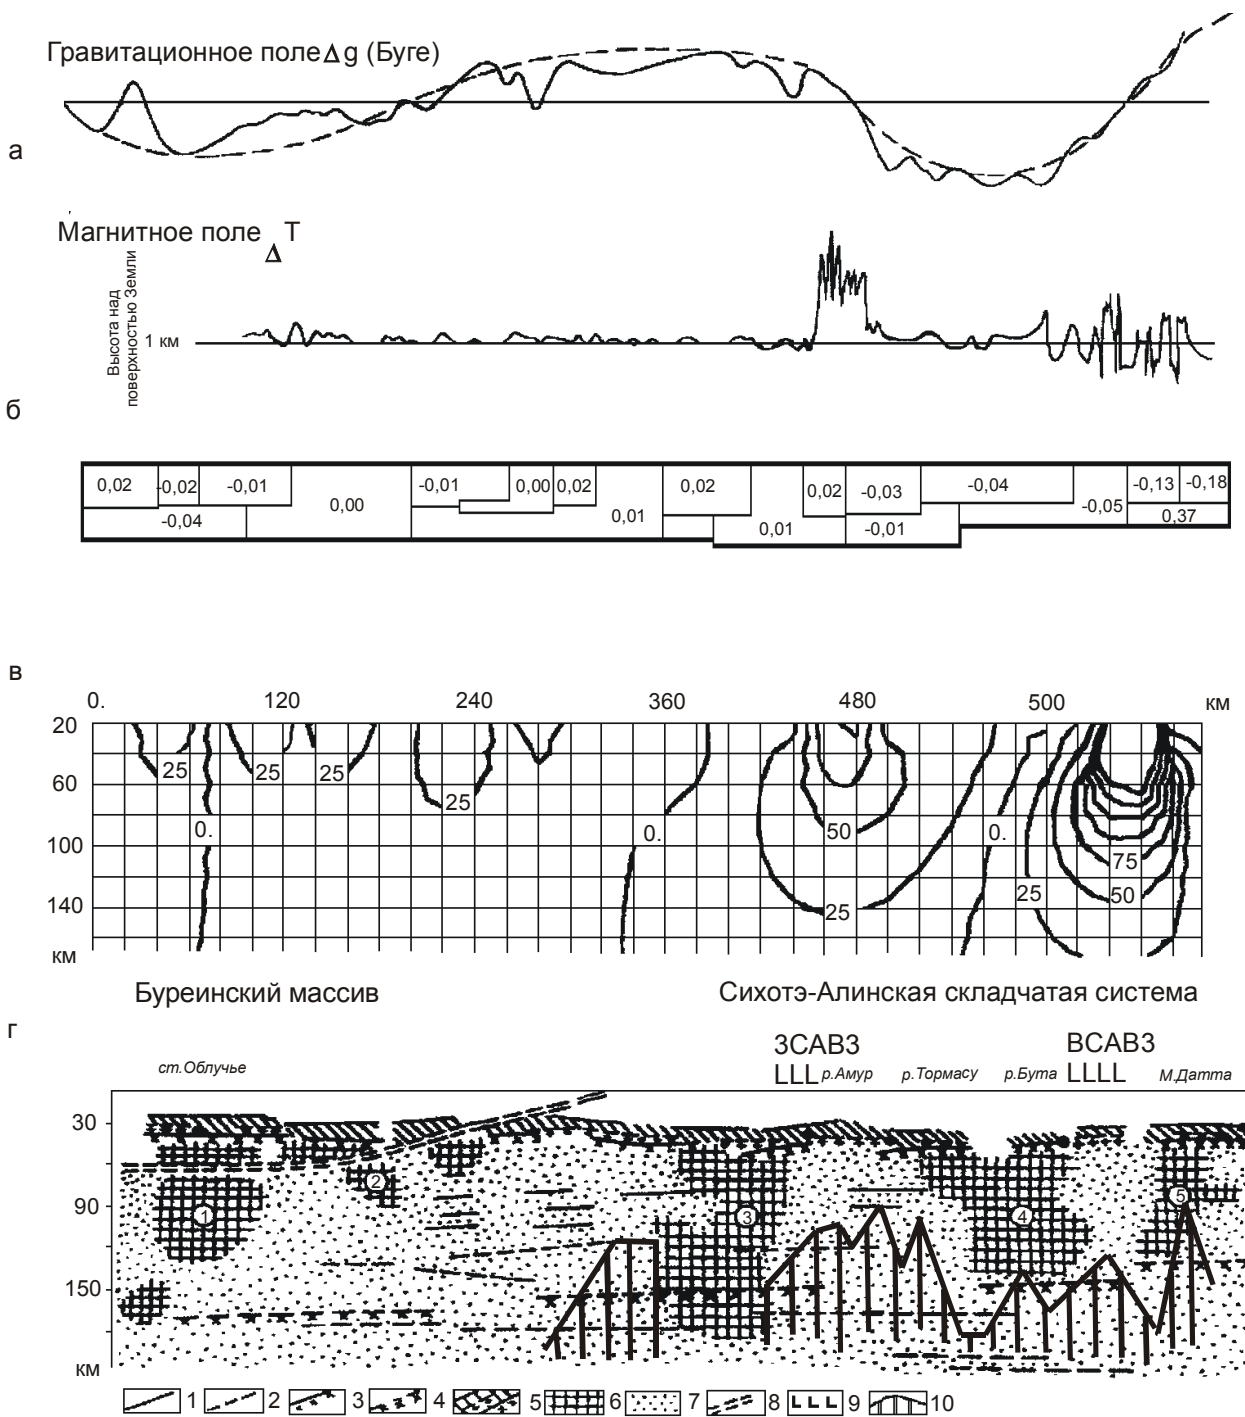 Гравитационное поле Δ g (Буге)
а
Магнитное поле Δ T
Высота над
поверхностью Земли
1 км
б
0,02 -0,02 -0,01 -0,01 0,00 0,02 0,02 0,02 -0,03 -0,04 -0,13 -0,18
-0,04 0,00 0,01 0,01 -0,01 -0,05 0,37
в
0. 120 240 360 480 500 км
20
25 25 25
60
25
0. 50 0. 0.
100
75
25 50
140
25
км
Буреинский массив Сихотэ-Алинская складчатая система
г
ЗСАВЗ ВСАВЗ
ст.Облучье LLL р.Амур р.Тормасу р.Бута LLLL М.Датта
30
2
5
90
1 3 4
150
км
1 2 3 4 5 6 7 8 9 10